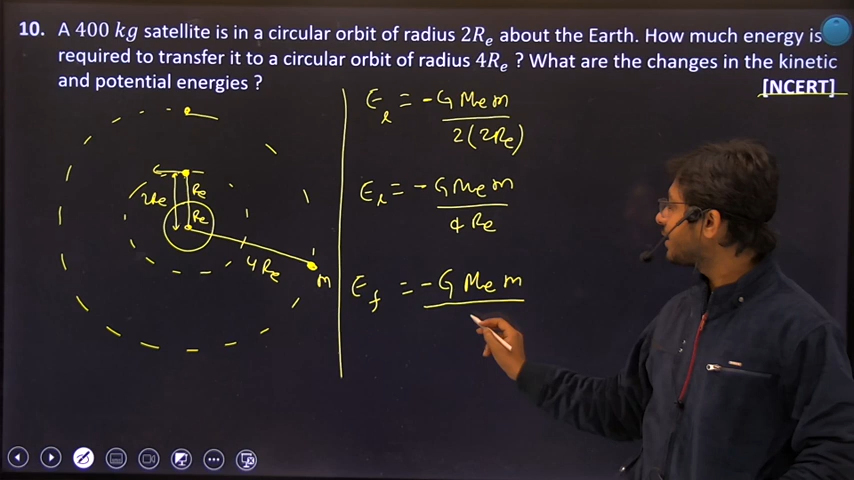 10. A 400 kg satellite is in a circular orbit of radius 2Rₑ about the Earth. How much energy is
required to transfer it to a circular orbit of radius 4Rₑ ? What are the changes in the kinetic
and potential energies ?
[NCERT]
Eᵢ = -GMₑm
2(2Rₑ)
Eᵢ = -GMₑm
4Rₑ
E_f = -GMₑm
2Rₑ
Rₑ
Rₑ
4Rₑ
m